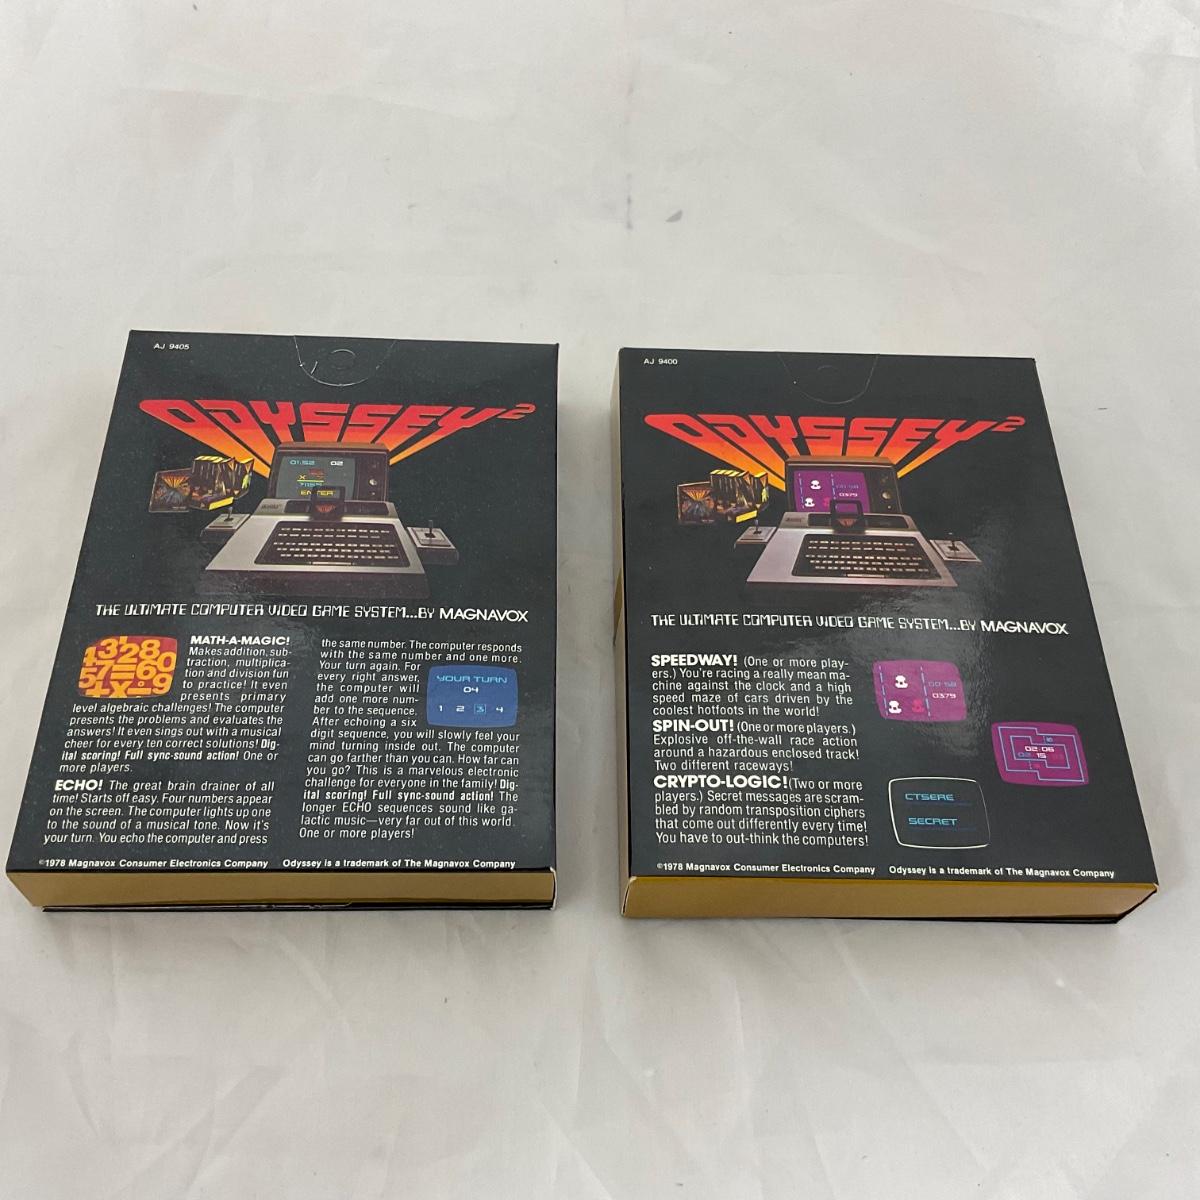 AJ 9405
ODYSSEY²
01:52 02
X
ENTER
THE ULTIMATE COMPUTER VIDEO GAME SYSTEM...BY MAGNAVOX
MATH-A-MAGIC!
Makes addition, sub-
traction, multiplica-
tion and division fun
to practice! It even
presents primary
level algebraic challenges! The computer
presents the problems and evaluates the
answers! It even sings out with a musical
cheer for every ten correct solutions! Dig-
ital scoring! Full sync-sound action! One or
more players.
ECHO! The great brain drainer of all
time! Starts off easy. Four numbers appear
on the screen. The computer lights up one
to the sound of a musical tone. Now it's
your turn. You echo the computer and press
the same number. The computer responds
with the same number and one more.
Your turn again. For
every right answer,
the computer will
add one more num-
ber to the sequence.
After echoing a six
digit sequence, you will slowly feel your
mind turning inside out. The computer
can go farther than you can. How far can
you go? This is a marvelous electronic
challenge for everyone in the family! Dig-
ital scoring! Full sync-sound action! The
longer ECHO sequences sound like ga-
lactic music—very far out of this world.
One or more players!
YOUR TURN
04
1 2 3 4
©1978 Magnavox Consumer Electronics Company Odyssey is a trademark of The Magnavox Company
AJ 9400
ODYSSEY²
00:58
0379
THE ULTIMATE COMPUTER VIDEO GAME SYSTEM...BY MAGNAVOX
SPEEDWAY! (One or more play-
ers.) You're racing a really mean ma-
chine against the clock and a high
speed maze of cars driven by the
coolest hotfoots in the world!
SPIN-OUT! (One or more players.)
Explosive off-the-wall race action
around a hazardous enclosed track!
Two different raceways!
CRYPTO-LOGIC! (Two or more
players.) Secret messages are scram-
bled by random transposition ciphers
that come out differently every time!
You have to out-think the computers!
00:58
0379
02:06
02 15 03
CTSERE
SECRET
©1978 Magnavox Consumer Electronics Company Odyssey is a trademark of The Magnavox Company